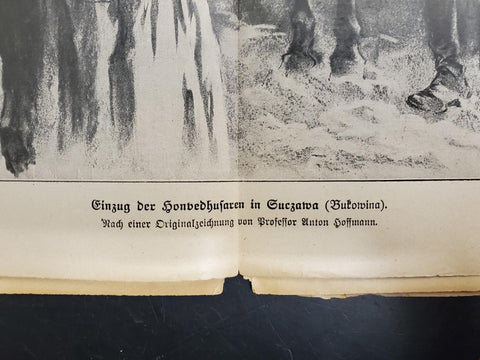 Einzug der Honvedhusaren in Suczawa (Bukowina).
Nach einer Originalzeichnung von Professor Anton Hoffmann.